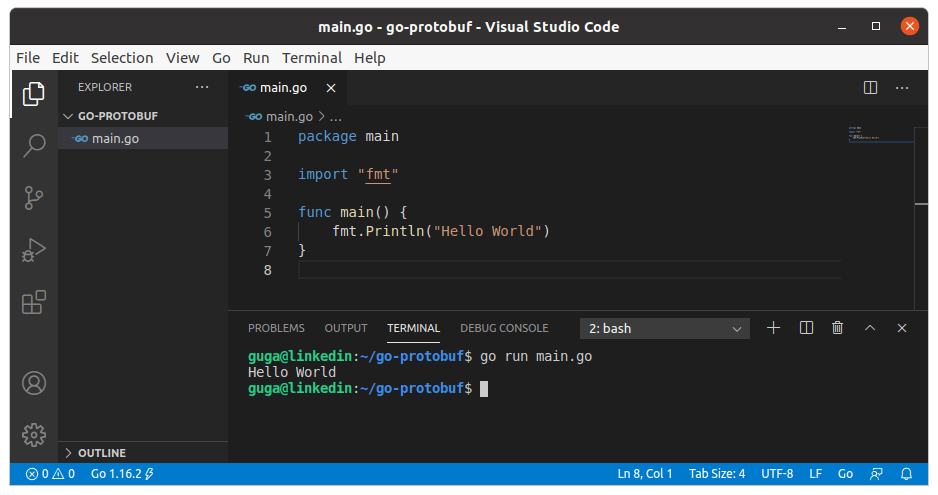 main.go - go-protobuf - Visual Studio Code
File Edit Selection View Go Run Terminal Help
EXPLORER
GO-PROTOBUF
GO main.go
GO main.go
GO main.go > ...
1 package main
2
3 import "fmt"
4
5 func main() {
6 fmt.Println("Hello World")
7 }
8
PROBLEMS OUTPUT TERMINAL DEBUG CONSOLE 2: bash
guga@linkedin:~/go-protobuf$ go run main.go
Hello World
guga@linkedin:~/go-protobuf$
OUTLINE
0 0 Go 1.16.2 Ln 8, Col 1 Tab Size: 4 UTF-8 LF Go